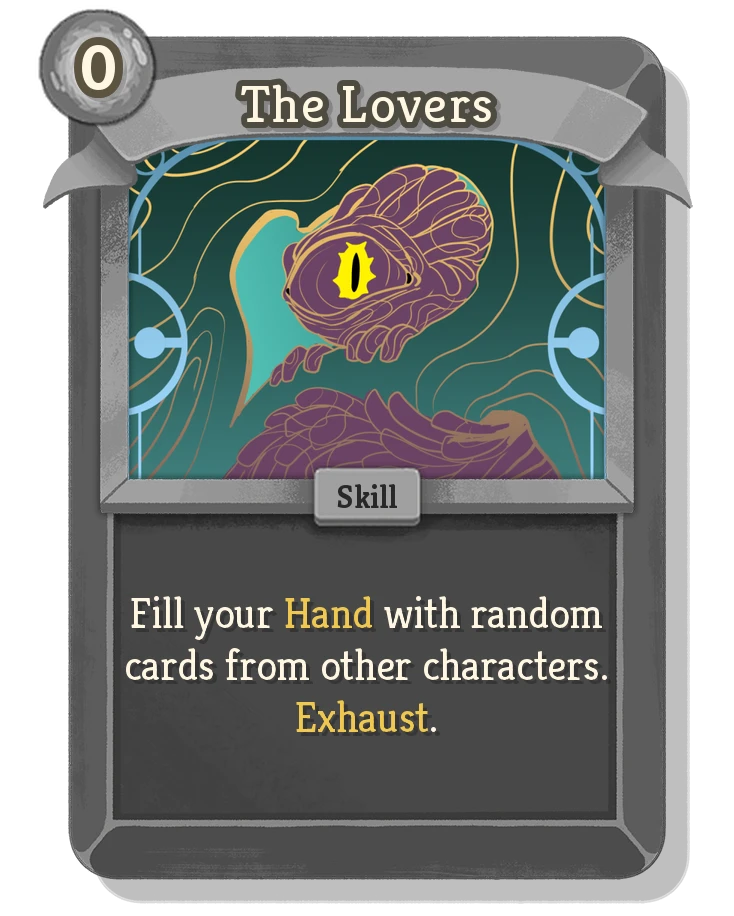 0
The Lovers
Skill
Fill your Hand with random
cards from other characters.
Exhaust.